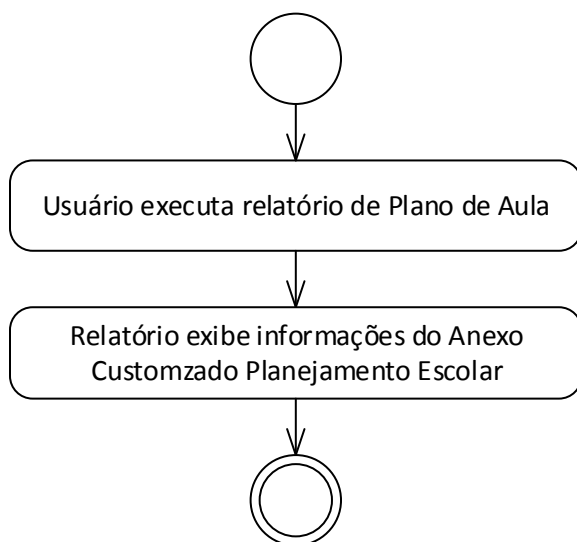 Usuário executa relatório de Plano de Aula
Relatório exibe informações do Anexo
Customzado Planejamento Escolar